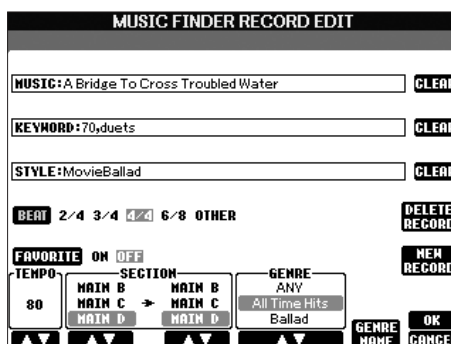 MUSIC FINDER RECORD EDIT
MUSIC:A Bridge To Cross Troubled Water
CLEAR
KEYWORD:70,duets
CLEAR
STYLE:MovieBallad
CLEAR
BEAT 2/4 3/4 4/4 6/8 OTHER
DELETE
RECORD
FAVORITE ON OFF
NEW
RECORD
TEMPO SECTION GENRE
80
MAIN B MAIN B ANY
MAIN C MAIN C All Time Hits
MAIN D MAIN D Ballad
GENRE
NAME
OK
CANCEL